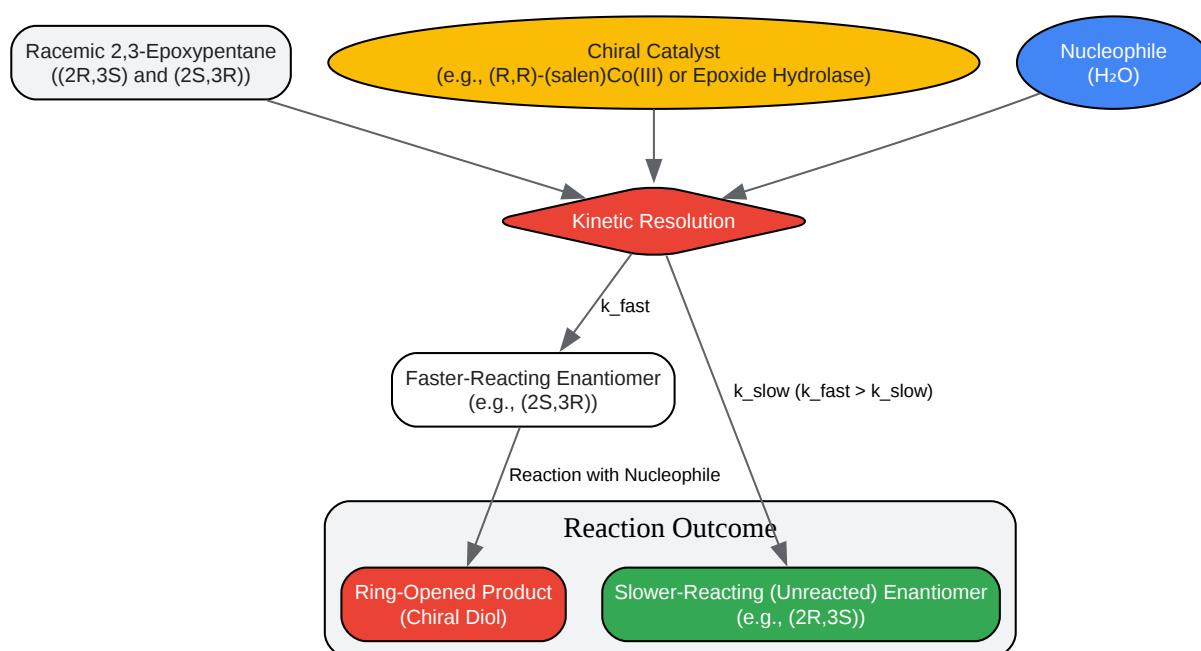 Racemic 2,3-Epoxypentane
((2R,3S) and (2S,3R))
Chiral Catalyst
(e.g., (R,R)-(salen)Co(III) or Epoxide Hydrolase)
Nucleophile
(H₂O)
Kinetic Resolution
k_fast
Faster-Reacting Enantiomer
(e.g., (2S,3R))
k_slow (k_fast > k_slow)
Reaction with Nucleophile
Reaction Outcome
Ring-Opened Product
(Chiral Diol)
Slower-Reacting (Unreacted) Enantiomer
(e.g., (2R,3S))